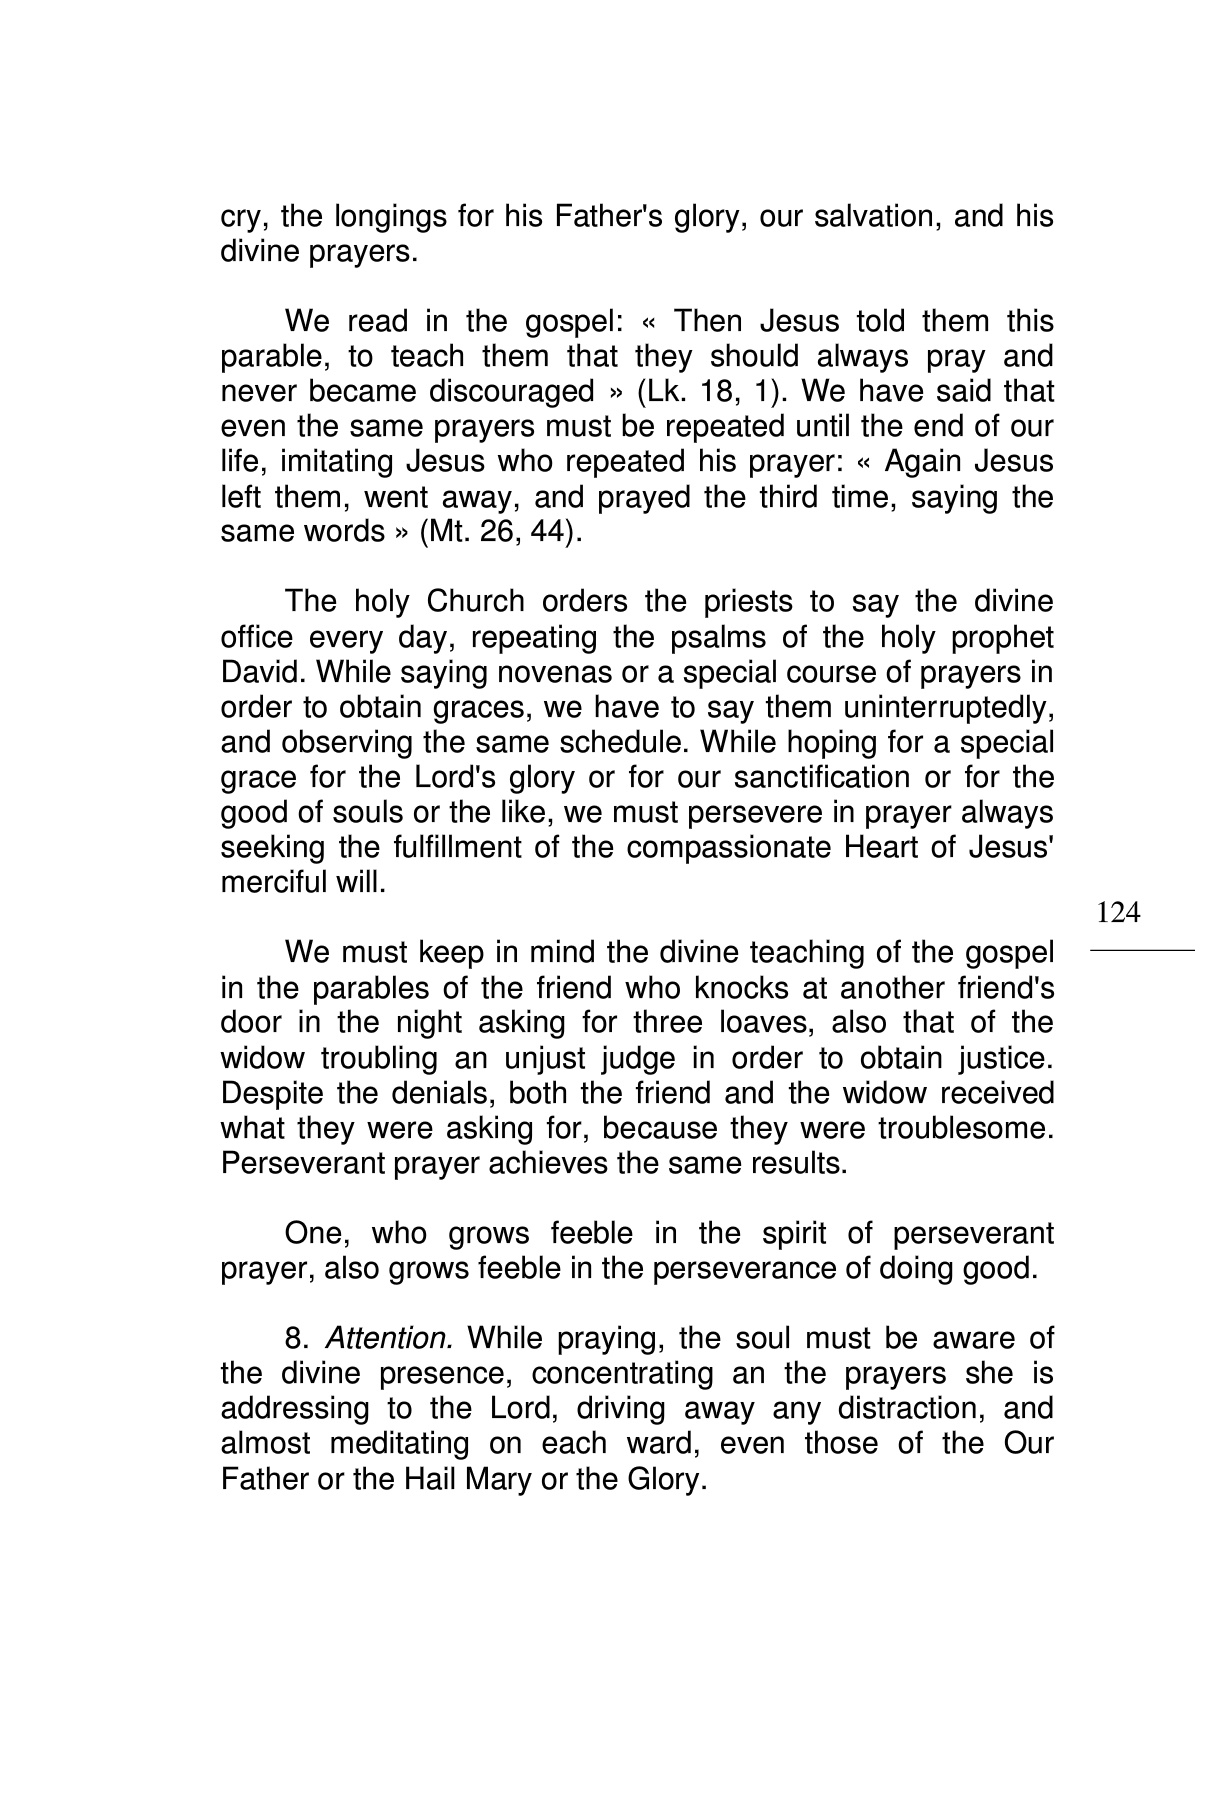 cry, the longings for his Father's glory, our salvation, and his
divine prayers.
We read in the gospel: « Then Jesus told them this
parable, to teach them that they should always pray and
never became discouraged » (Lk. 18, 1). We have said that
even the same prayers must be repeated until the end of our
life, imitating Jesus who repeated his prayer: « Again Jesus
left them, went away, and prayed the third time, saying the
same words » (Mt. 26, 44).
The holy Church orders the priests to say the divine
office every day, repeating the psalms of the holy prophet
David. While saying novenas or a special course of prayers in
order to obtain graces, we have to say them uninterruptedly,
and observing the same schedule. While hoping for a special
grace for the Lord's glory or for our sanctification or for the
good of souls or the like, we must persevere in prayer always
seeking the fulfillment of the compassionate Heart of Jesus'
merciful will.
124
We must keep in mind the divine teaching of the gospel
in the parables of the friend who knocks at another friend's
door in the night asking for three loaves, also that of the
widow troubling an unjust judge in order to obtain justice.
Despite the denials, both the friend and the widow received
what they were asking for, because they were troublesome.
Perseverant prayer achieves the same results.
One, who grows feeble in the spirit of perseverant
prayer, also grows feeble in the perseverance of doing good.
8. Attention. While praying, the soul must be aware of
the divine presence, concentrating an the prayers she is
addressing to the Lord, driving away any distraction, and
almost meditating on each ward, even those of the Our
Father or the Hail Mary or the Glory.